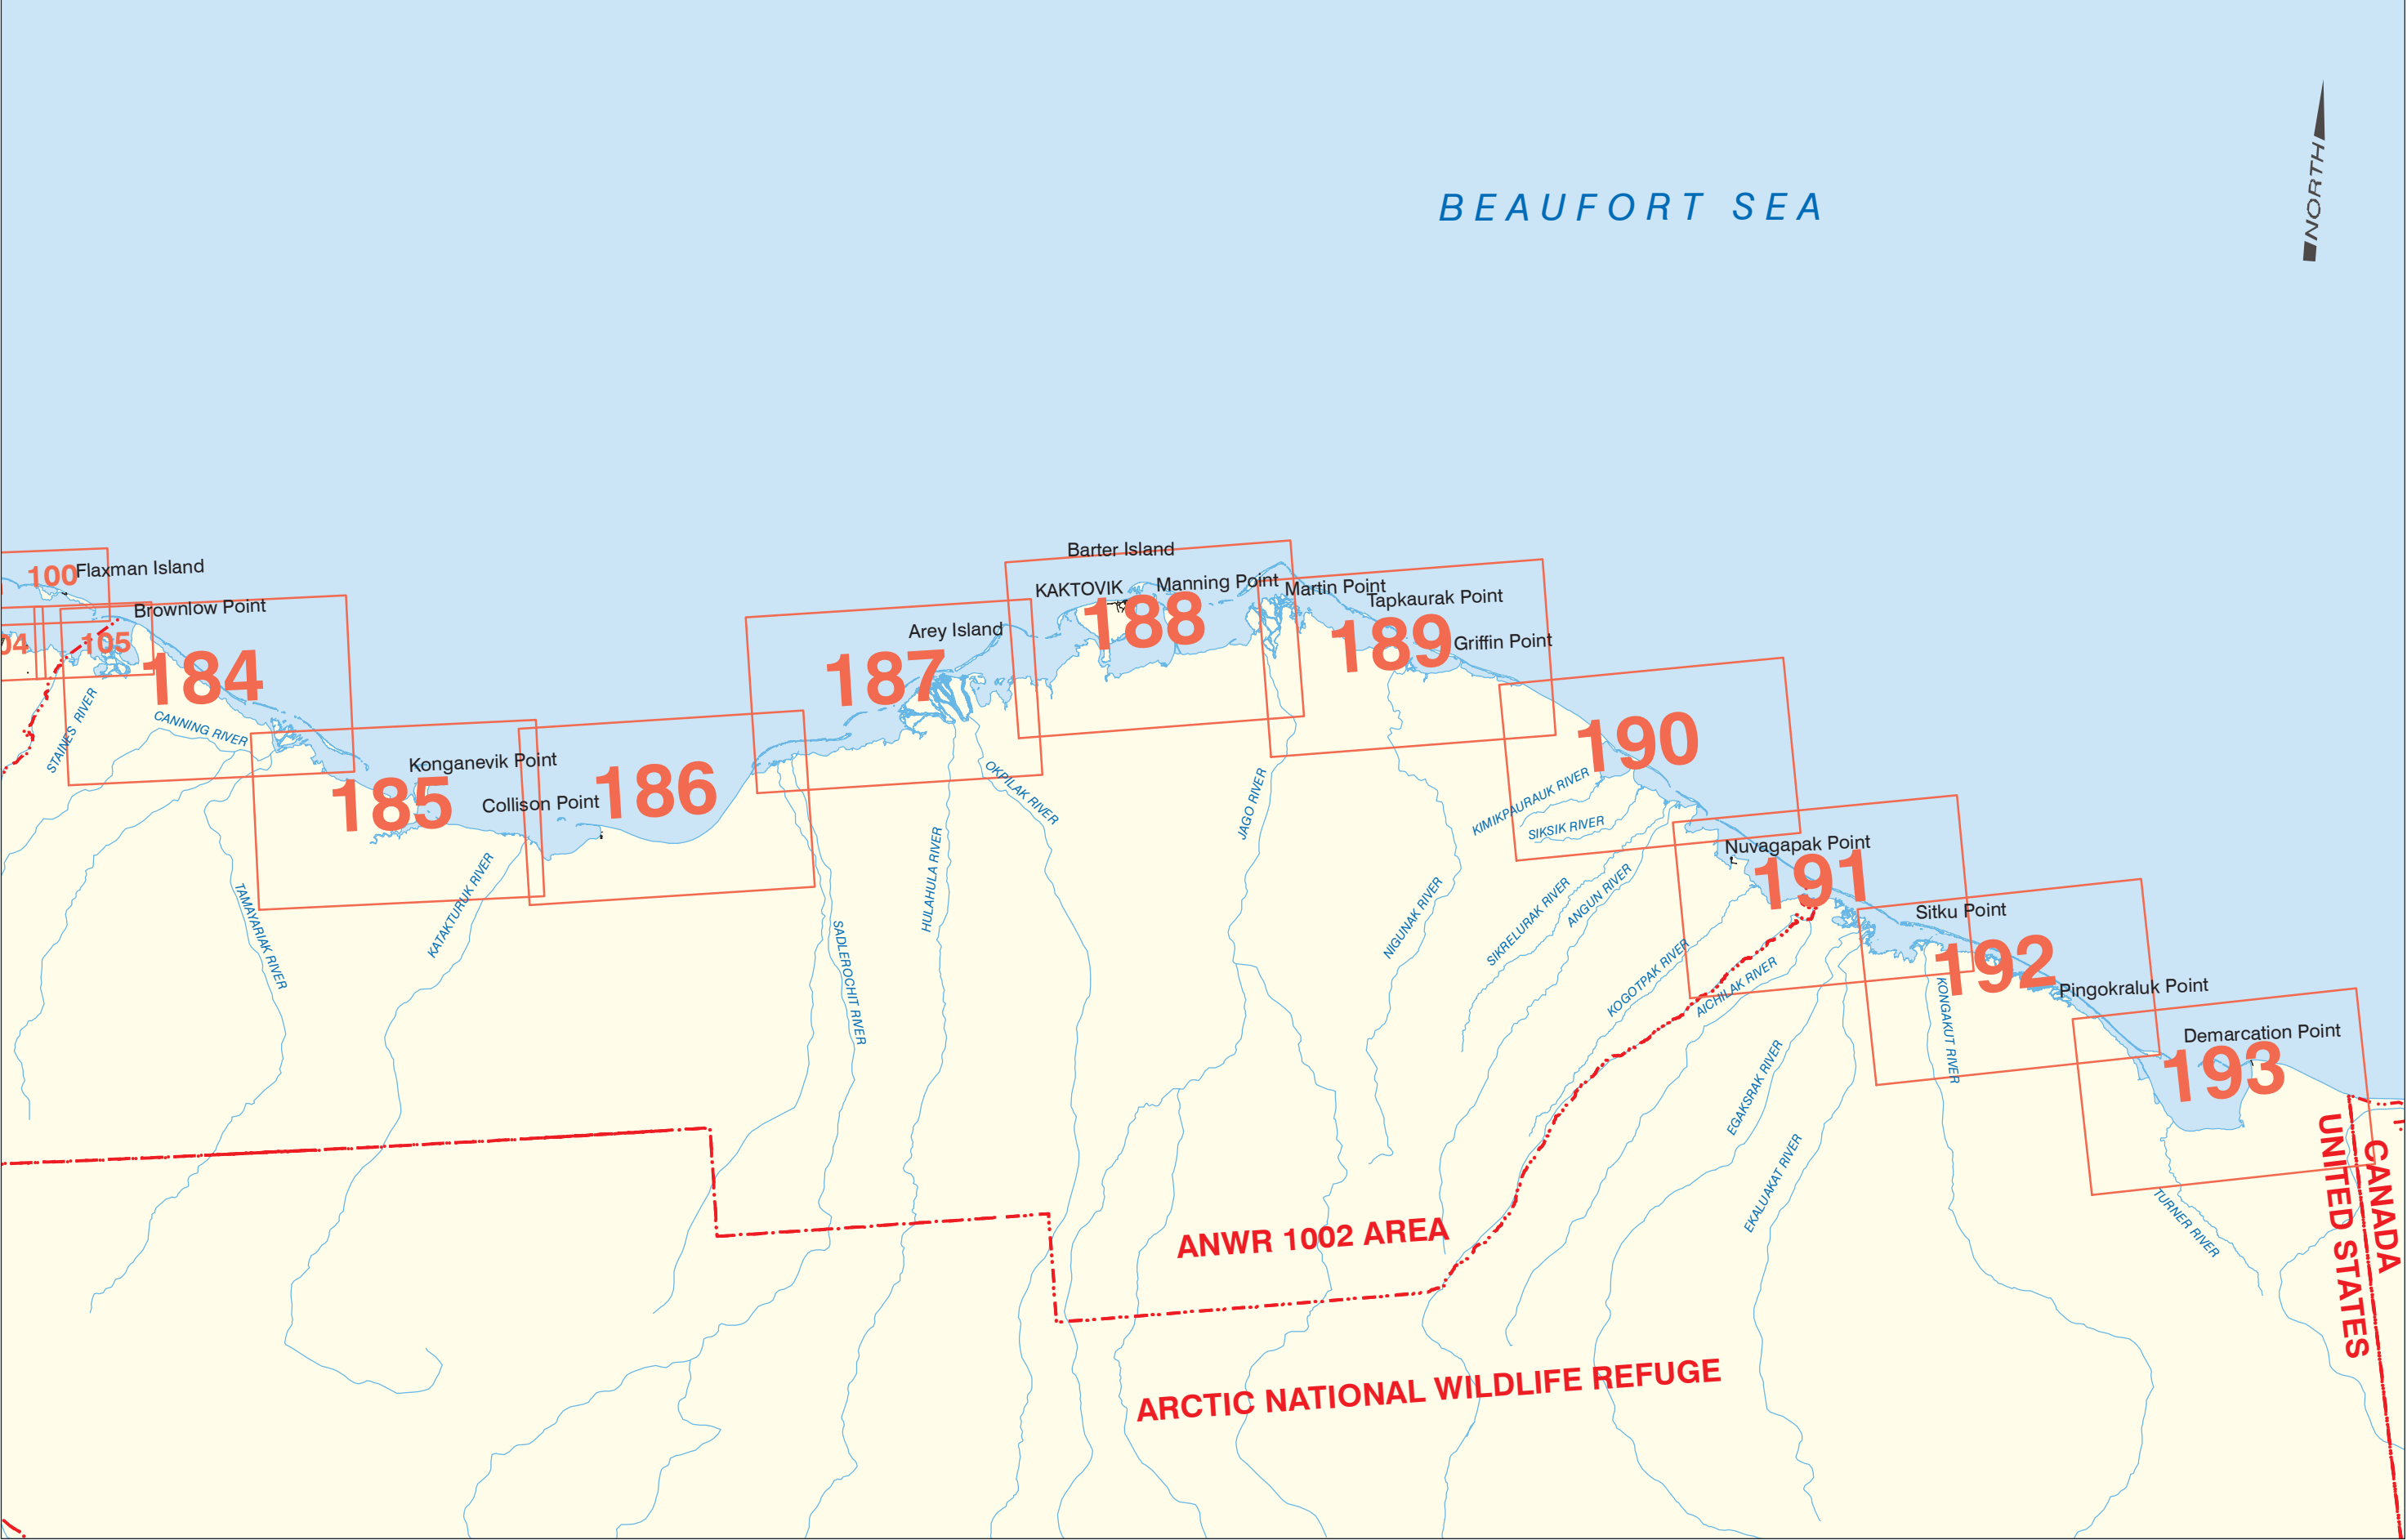 BEAUFORT SEA
NORTH
Barter Island
100
Flaxman Island
KAKTOVIK
Manning Point
Martin Point
Tapkaurak Point
Brownlow Point
04
105
184
Arey Island
187
188
189
Griffin Point
STAINES RIVER
CANNING RIVER
190
Konganevik Point
185
Collison Point
186
OKPILAK RIVER
JAGO RIVER
KIMIKPAURAUK RIVER
SIKSIK RIVER
Nuvagapak Point
191
TAMAYARIAK RIVER
KATAKTURUK RIVER
SADLEROCHIT RIVER
HULAHULA RIVER
NIGUNAK RIVER
SIKRELURAK RIVER
ANGUN RIVER
KOGOTPAK RIVER
AICHILAK RIVER
Sitku Point
192
KONGAKUT RIVER
Pingokraluk Point
Demarcation Point
193
EGAKSRAK RIVER
EKALUAKAT RIVER
TURNER RIVER
UNITED STATES
CANADA
ANWR 1002 AREA
ARCTIC NATIONAL WILDLIFE REFUGE